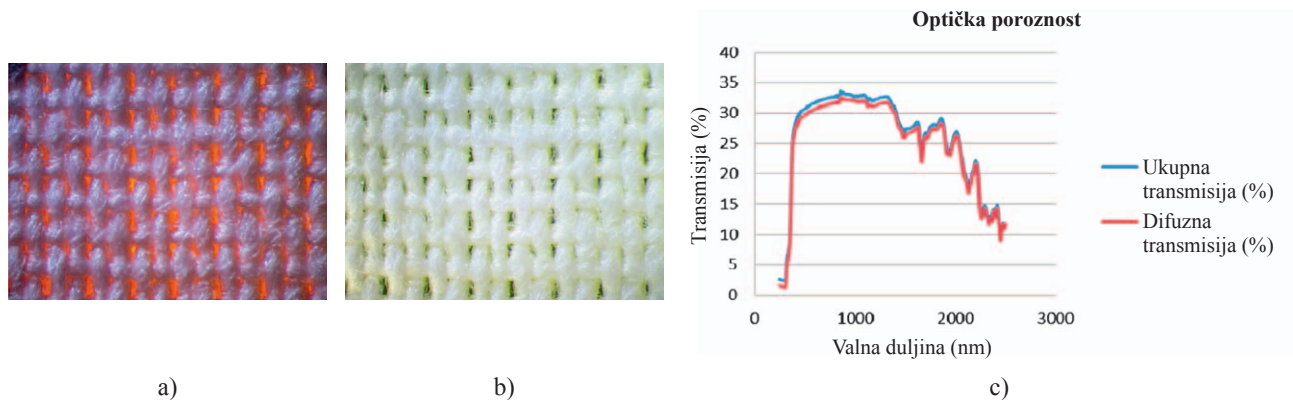 Optička poroznost
Transmisija (%)
40
35
30
25
20
15
10
5
0
0 1000 2000 3000
Valna duljina (nm)
Ukupna
transmisija (%)
Difuzna
transmisija (%)
a) b) c)